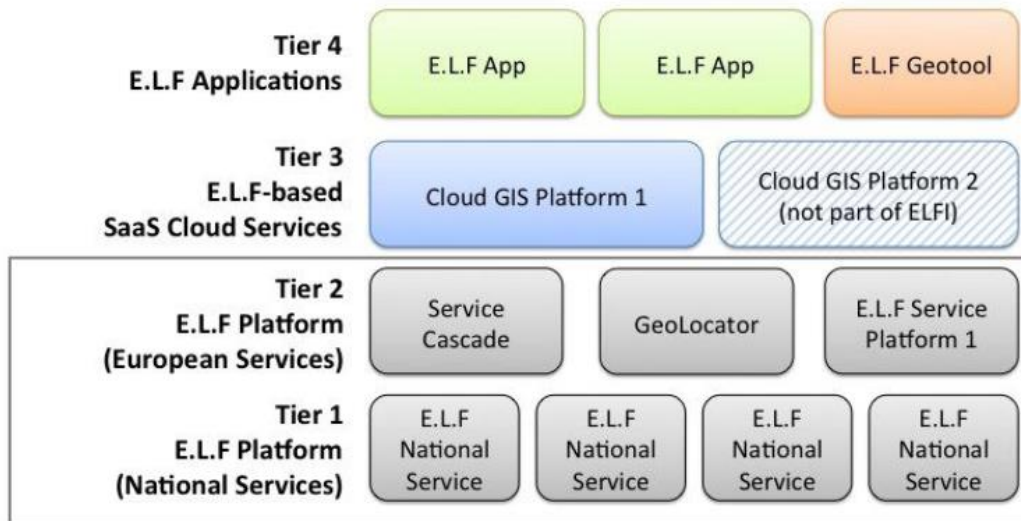 Tier 4
E.L.F Applications
E.L.F App
E.L.F App
E.L.F Geotool
Tier 3
E.L.F-based
SaaS Cloud Services
Cloud GIS Platform 1
Cloud GIS Platform 2
(not part of ELFI)
Tier 2
E.L.F Platform
(European Services)
Service
Cascade
GeoLocator
E.L.F Service
Platform 1
Tier 1
E.L.F Platform
(National Services)
E.L.F
National
Service
E.L.F
National
Service
E.L.F
National
Service
E.L.F
National
Service